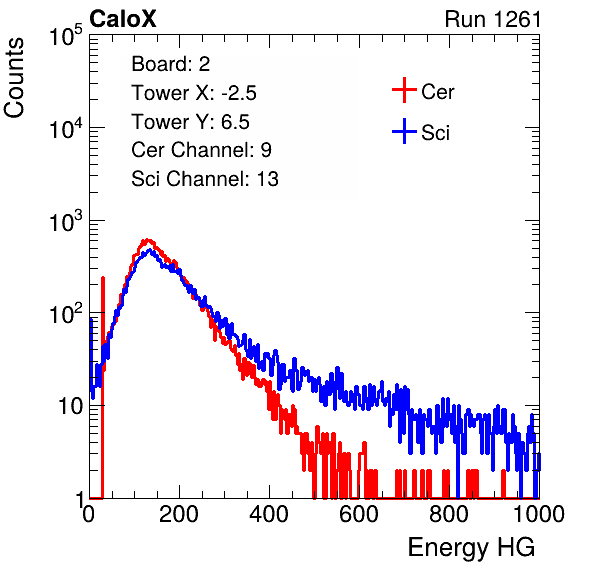 CaloX Run 1261
Counts
Board: 2
Tower X: -2.5
Tower Y: 6.5
Cer Channel: 9
Sci Channel: 13
Cer
Sci
10^5
10^4
10^3
10^2
10
1
0 200 400 600 800 1000
Energy HG